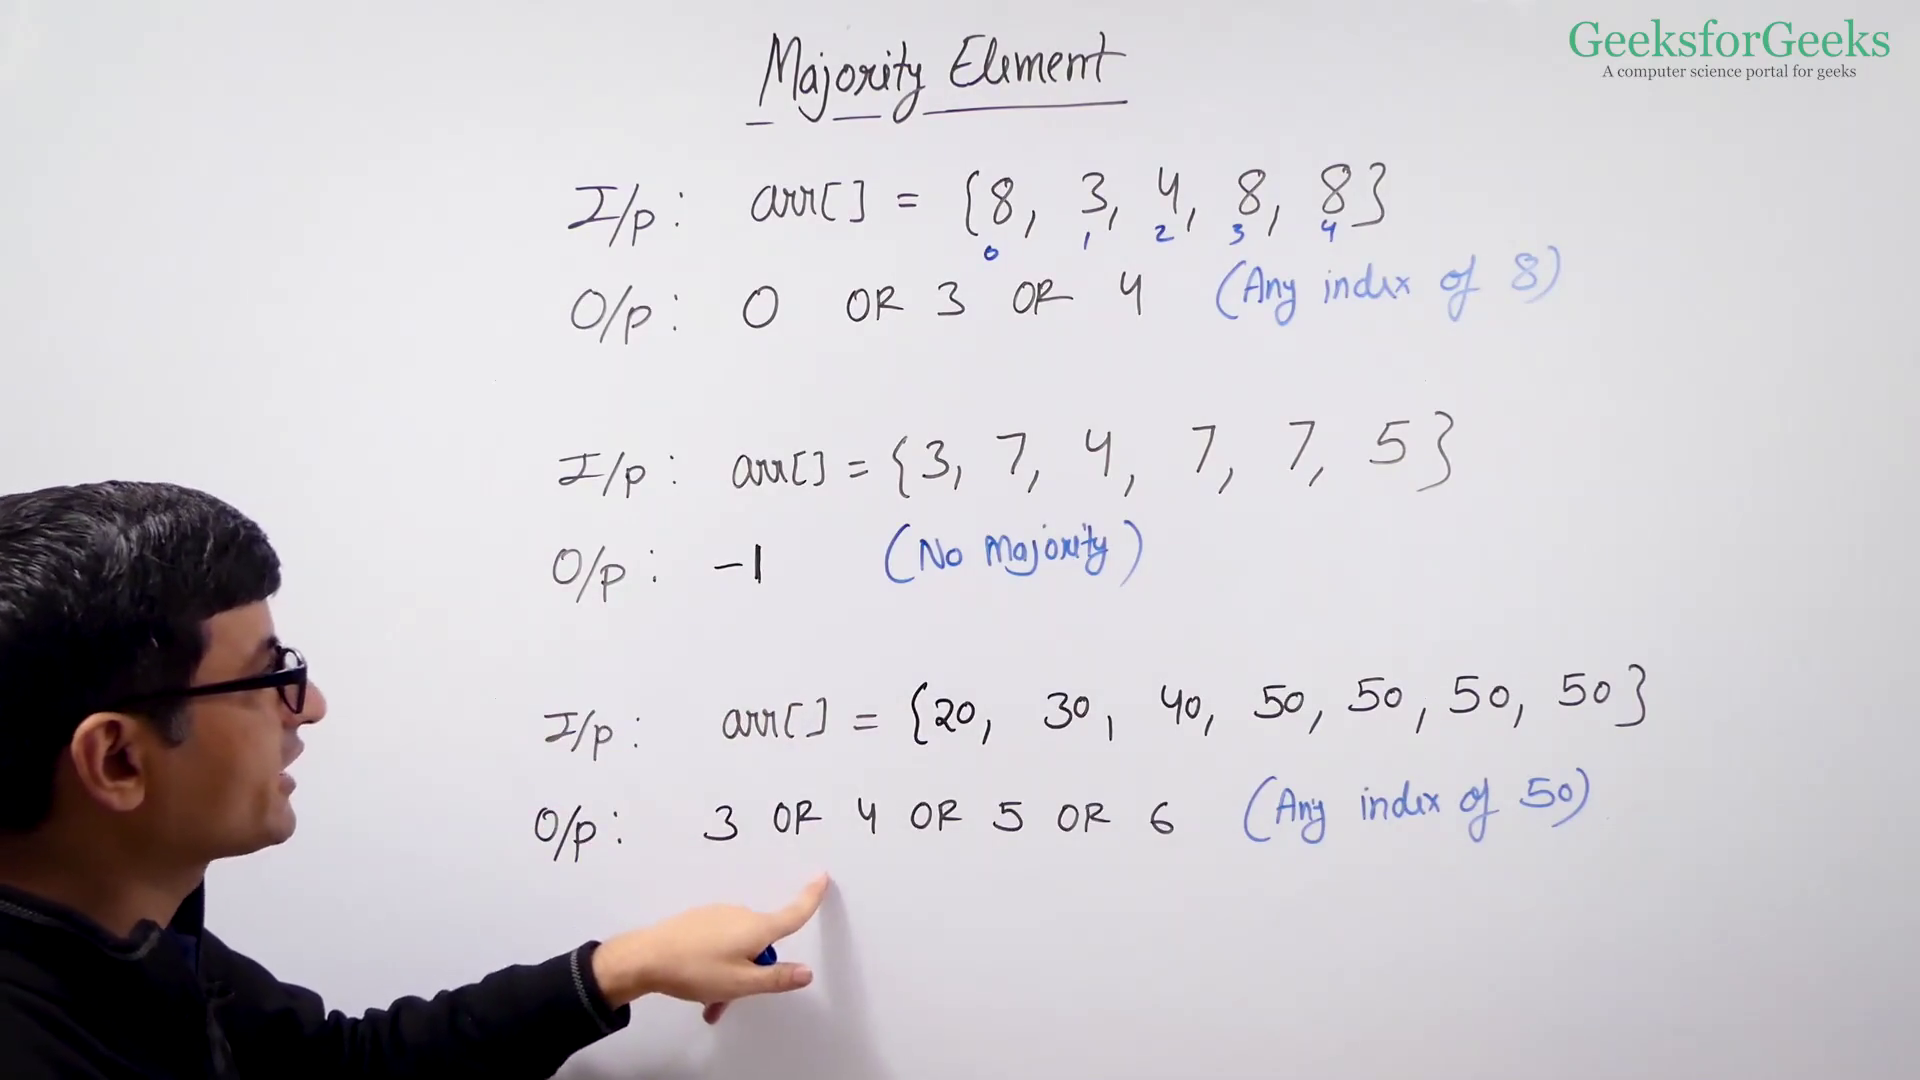 GeeksforGeeks
A computer science portal for geeks
Majority Element
I/p: arr[] = {8, 3, 4, 8, 8}
0 1 2 3 4
O/p: 0 OR 3 OR 4 (Any index of 8)
I/p: arr[] = {3, 7, 4, 7, 7, 5}
O/p: -1 (No Majority)
I/p: arr[] = {20, 30, 40, 50, 50, 50, 50}
O/p: 3 OR 4 OR 5 OR 6 (Any index of 50)